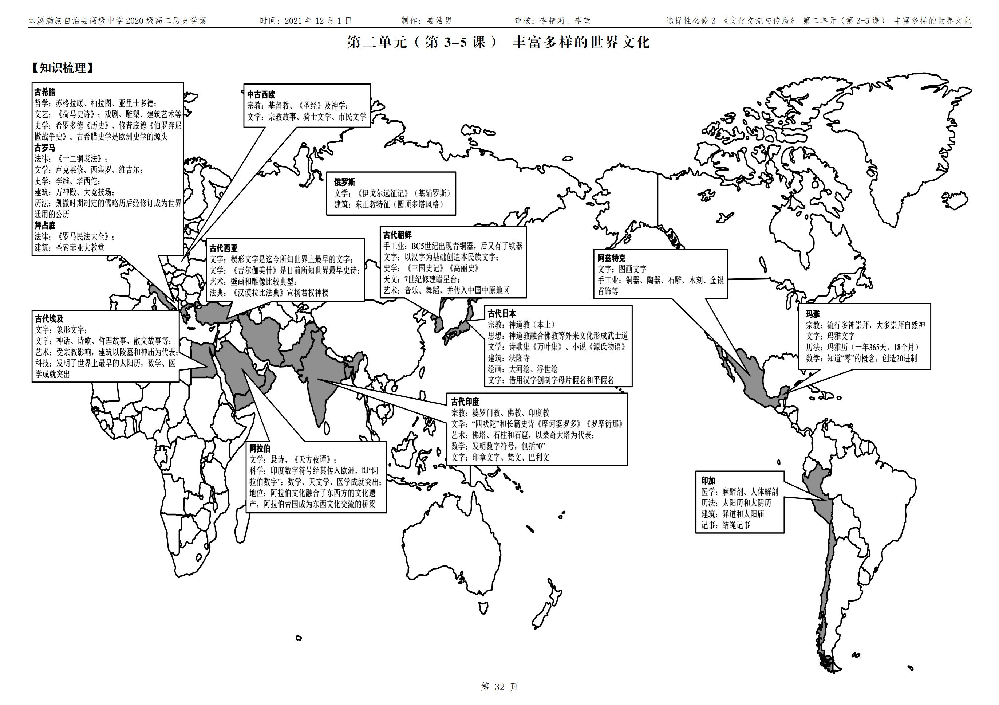 本溪满族自治县高级中学2020级高二历史学案 时间：2021年12月1日 制作：姜浩男 审核：李艳莉、李莹 选择性必修3 《文化交流与传播》 第二单元（第3-5课） 丰富多样的世界文化
第二单元（第3-5课） 丰富多样的世界文化
【知识梳理】
古希腊
哲学：苏格拉底、柏拉图、亚里士多德；
文艺：《荷马史诗》；戏剧、雕塑、建筑艺术等
史学：希罗多德《历史》、修昔底德《伯罗奔尼
撒战争史》。古希腊史学是欧洲史学的源头
古罗马
法律：《十二铜表法》；
文学：卢克莱修、西塞罗、维吉尔；
史学：李维、塔西佗；
建筑：万神殿、大竞技场；
历法：凯撒时期制定的儒略历后经修订成为世界
通用的公历
拜占庭
法律：《罗马民法大全》；
建筑：圣索菲亚大教堂
中古西欧
宗教：基督教、《圣经》及神学；
文学：宗教故事、骑士文学、市民文学
俄罗斯
文学：《伊戈尔远征记》（基辅罗斯）
建筑：东正教特征（圆顶多塔风格）
古代西亚
文字：楔形文字是迄今所知世界上最早的文字；
文学：《吉尔伽美什》是目前所知世界最早史诗；
艺术：壁画和雕像比较典型；
法典：《汉谟拉比法典》宣扬君权神授
古代朝鲜
手工业：BC5世纪出现青铜器，后又有了铁器
文字：以汉字为基础创造本民族文字；
史学：《三国史记》《高丽史》
天文：7世纪修建瞻星台；
艺术：音乐、舞蹈，并传入中国中原地区
阿兹特克
文字：图画文字
手工业：铜器、陶器、石雕、木刻、金银
首饰等
古代埃及
文字：象形文字；
文学：神话、诗歌、哲理故事、散文故事等；
艺术：受宗教影响，建筑以陵墓和神庙为代表；
科技：发明了世界上最早的太阳历，数学、医
学成就突出
古代日本
宗教：神道教（本土）
思想：神道教融合佛教等外来文化形成武士道
文学：诗歌集《万叶集》、小说《源氏物语》
建筑：法隆寺
绘画：大河绘、浮世绘
文字：借用汉字创制字母片假名和平假名
玛雅
宗教：流行多神崇拜，大多崇拜自然神
文字：玛雅文字
历法：玛雅历（一年365天，18个月）
数学：知道“零”的概念，创造20进制
古代印度
宗教：婆罗门教、佛教、印度教
文学：“四吠陀”和长篇史诗《摩诃婆罗多》《罗摩衍那》
艺术：佛塔、石柱和石窟，以桑奇大塔为代表；
数学：发明数字符号，包括“0”
文字：印章文字、梵文、巴利文
阿拉伯
文学：悬诗、《天方夜谭》；
科学：印度数字符号经其传入欧洲，即“阿
拉伯数字”；数学、天文学、医学成就突出；
地位：阿拉伯文化融合了东西方的文化遗
产，阿拉伯帝国成为东西文化交流的桥梁
印加
医学：麻醉剂、人体解剖
历法：太阳历和太阴历
建筑：驿道和太阳庙
记事：结绳记事
第 32 页